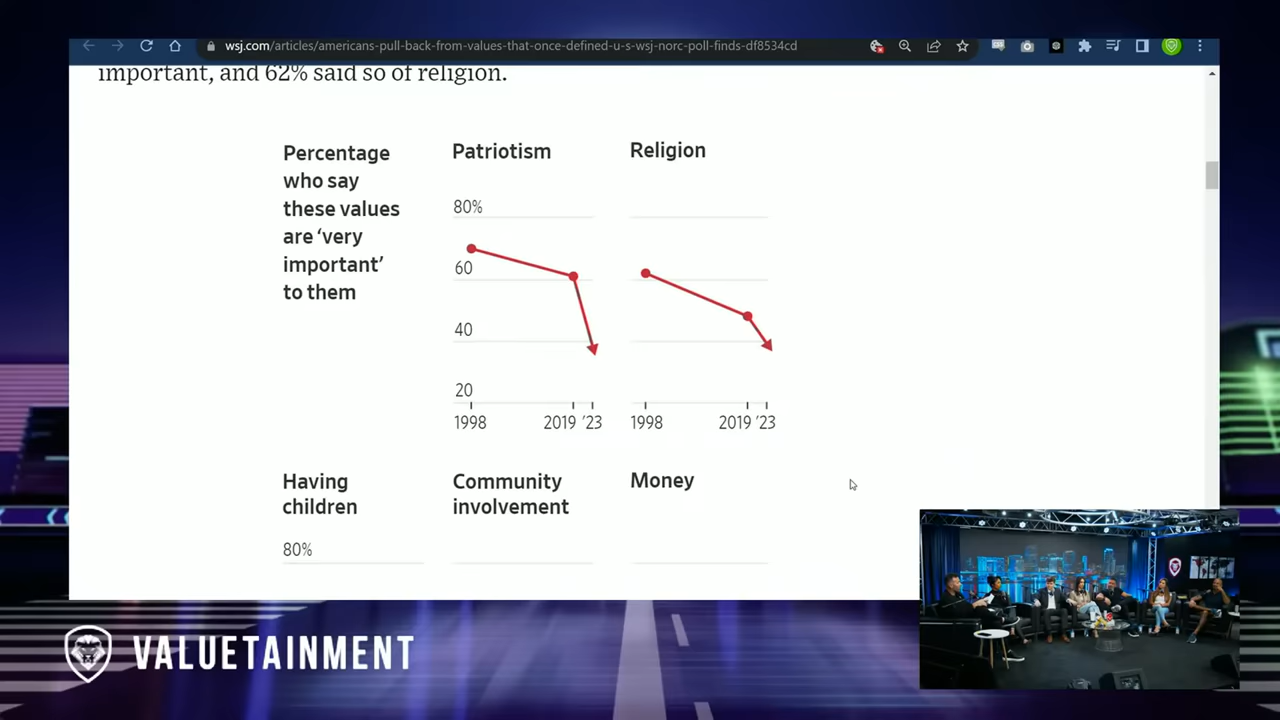 wsj.com/articles/americans-pull-back-from-values-that-once-defined-u-s-wsj-norc-poll-finds-df8534cd
important, and 62% said so of religion.
Percentage
who say
these values
are ‘very
important’
to them
Patriotism
80%
60
40
20
1998
2019
’23
Religion
1998
2019
’23
Having
children
80%
Community
involvement
Money
VALUETAINMENT